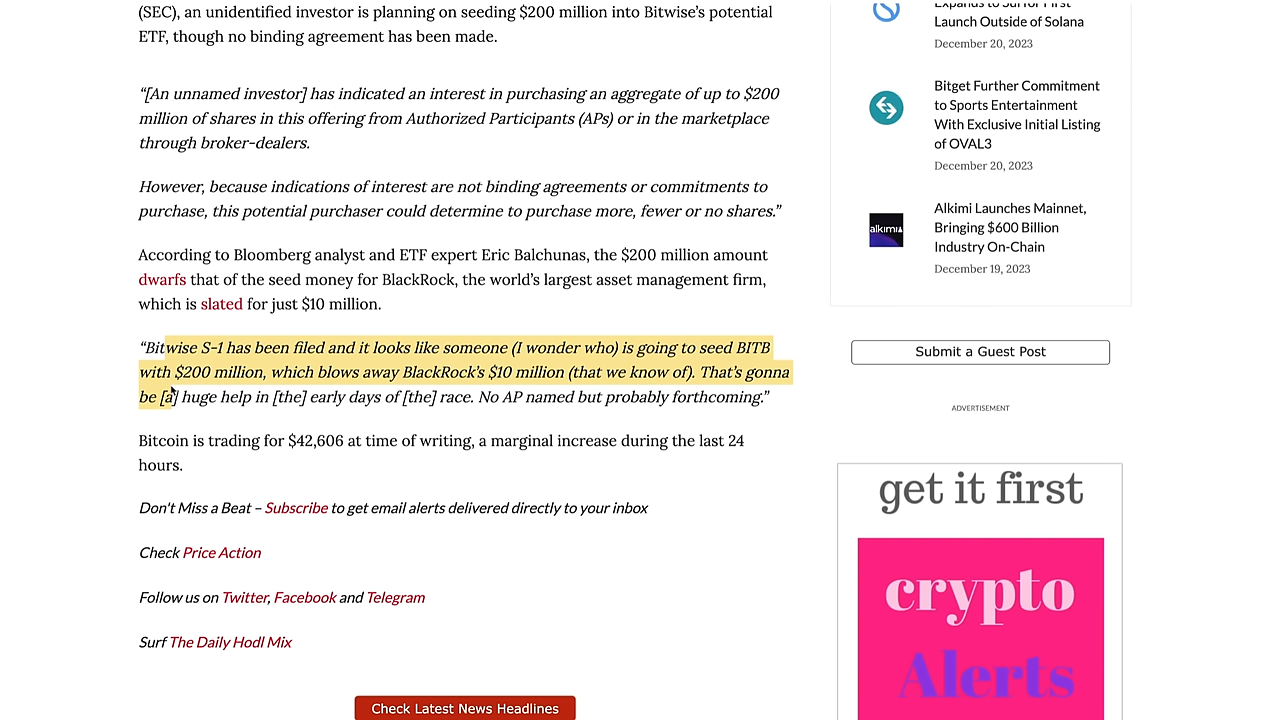 (SEC), an unidentified investor is planning on seeding $200 million into Bitwise's potential
ETF, though no binding agreement has been made.
“[An unnamed investor] has indicated an interest in purchasing an aggregate of up to $200
million of shares in this offering from Authorized Participants (APs) or in the marketplace
through broker-dealers.
However, because indications of interest are not binding agreements or commitments to
purchase, this potential purchaser could determine to purchase more, fewer or no shares.”
According to Bloomberg analyst and ETF expert Eric Balchunas, the $200 million amount
dwarfs that of the seed money for BlackRock, the world's largest asset management firm,
which is slated for just $10 million.
“Bitwise S-1 has been filed and it looks like someone (I wonder who) is going to seed BITB
with $200 million, which blows away BlackRock's $10 million (that we know of). That's gonna
be [a] huge help in [the] early days of [the] race. No AP named but probably forthcoming.”
Bitcoin is trading for $42,606 at time of writing, a marginal increase during the last 24
hours.
Don't Miss a Beat – Subscribe to get email alerts delivered directly to your inbox
Check Price Action
Follow us on Twitter, Facebook and Telegram
Surf The Daily Hodl Mix
Check Latest News Headlines
Expands to Surf for First
Launch Outside of Solana
December 20, 2023
Bitget Further Commitment
to Sports Entertainment
With Exclusive Initial Listing
of OVAL3
December 20, 2023
alkimi
Alkimi Launches Mainnet,
Bringing $600 Billion
Industry On-Chain
December 19, 2023
Submit a Guest Post
ADVERTISEMENT
get it first
crypto
Alerts